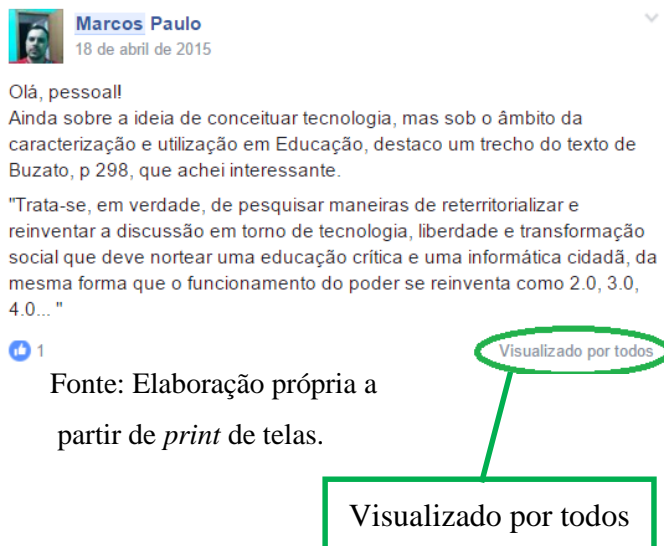 Marcos Paulo
18 de abril de 2015
Olá, pessoal!
Ainda sobre a ideia de conceituar tecnologia, mas sob o âmbito da
caracterização e utilização em Educação, destaco um trecho do texto de
Buzato, p 298, que achei interessante.
"Trata-se, em verdade, de pesquisar maneiras de reterritorializar e
reinventar a discussão em torno de tecnologia, liberdade e transformação
social que deve nortear uma educação crítica e uma informática cidadã, da
mesma forma que o funcionamento do poder se reinventa como 2.0, 3.0,
4.0... "
1
Visualizado por todos
Fonte: Elaboração própria a
partir de print de telas.
Visualizado por todos